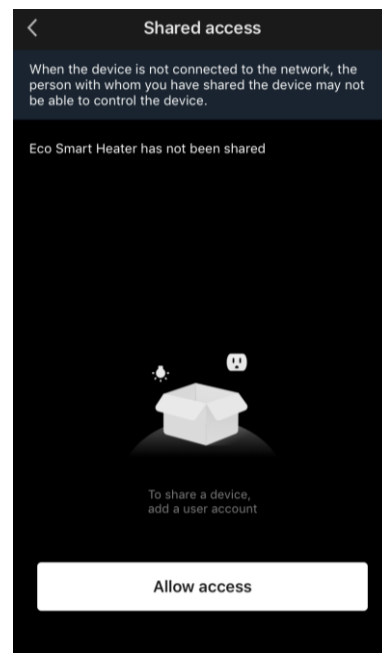 Shared access
When the device is not connected to the network, the
person with whom you have shared the device may not
be able to control the device.
Eco Smart Heater has not been shared
To share a device,
add a user account
Allow access